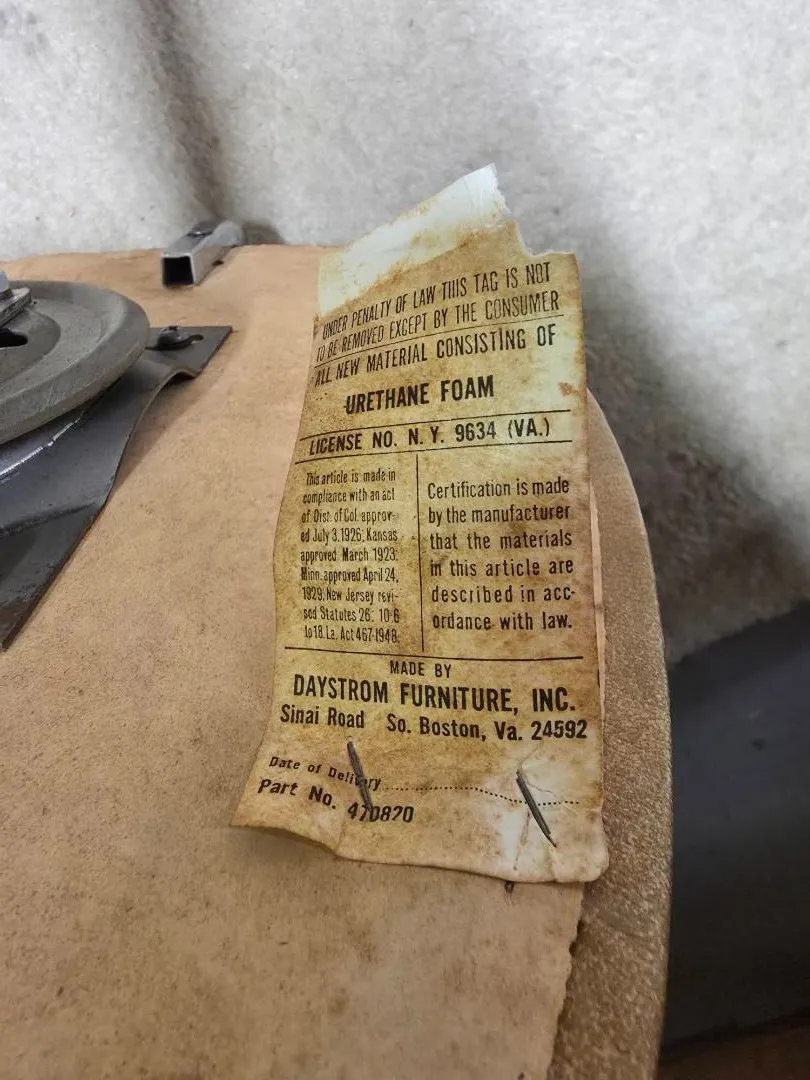 UNDER PENALTY OF LAW THIS TAG IS NOT
TO BE REMOVED EXCEPT BY THE CONSUMER
ALL NEW MATERIAL CONSISTING OF
URETHANE FOAM
LICENSE NO. N.Y. 9634 (VA.)
This article is made in
compliance with an act
of Dist. of Col. approv-
ed July 3, 1926; Kansas
approved March 1923;
Minn. approved April 24,
1929; New Jersey revi-
sed Statutes 26: 10-6
to 18. La. Act 467-1948.
Certification is made
by the manufacturer
that the materials
in this article are
described in acc-
ordance with law.
MADE BY
DAYSTROM FURNITURE, INC.
Sinai Road So. Boston, Va. 24592
Date of Delivery
Part No. 470820